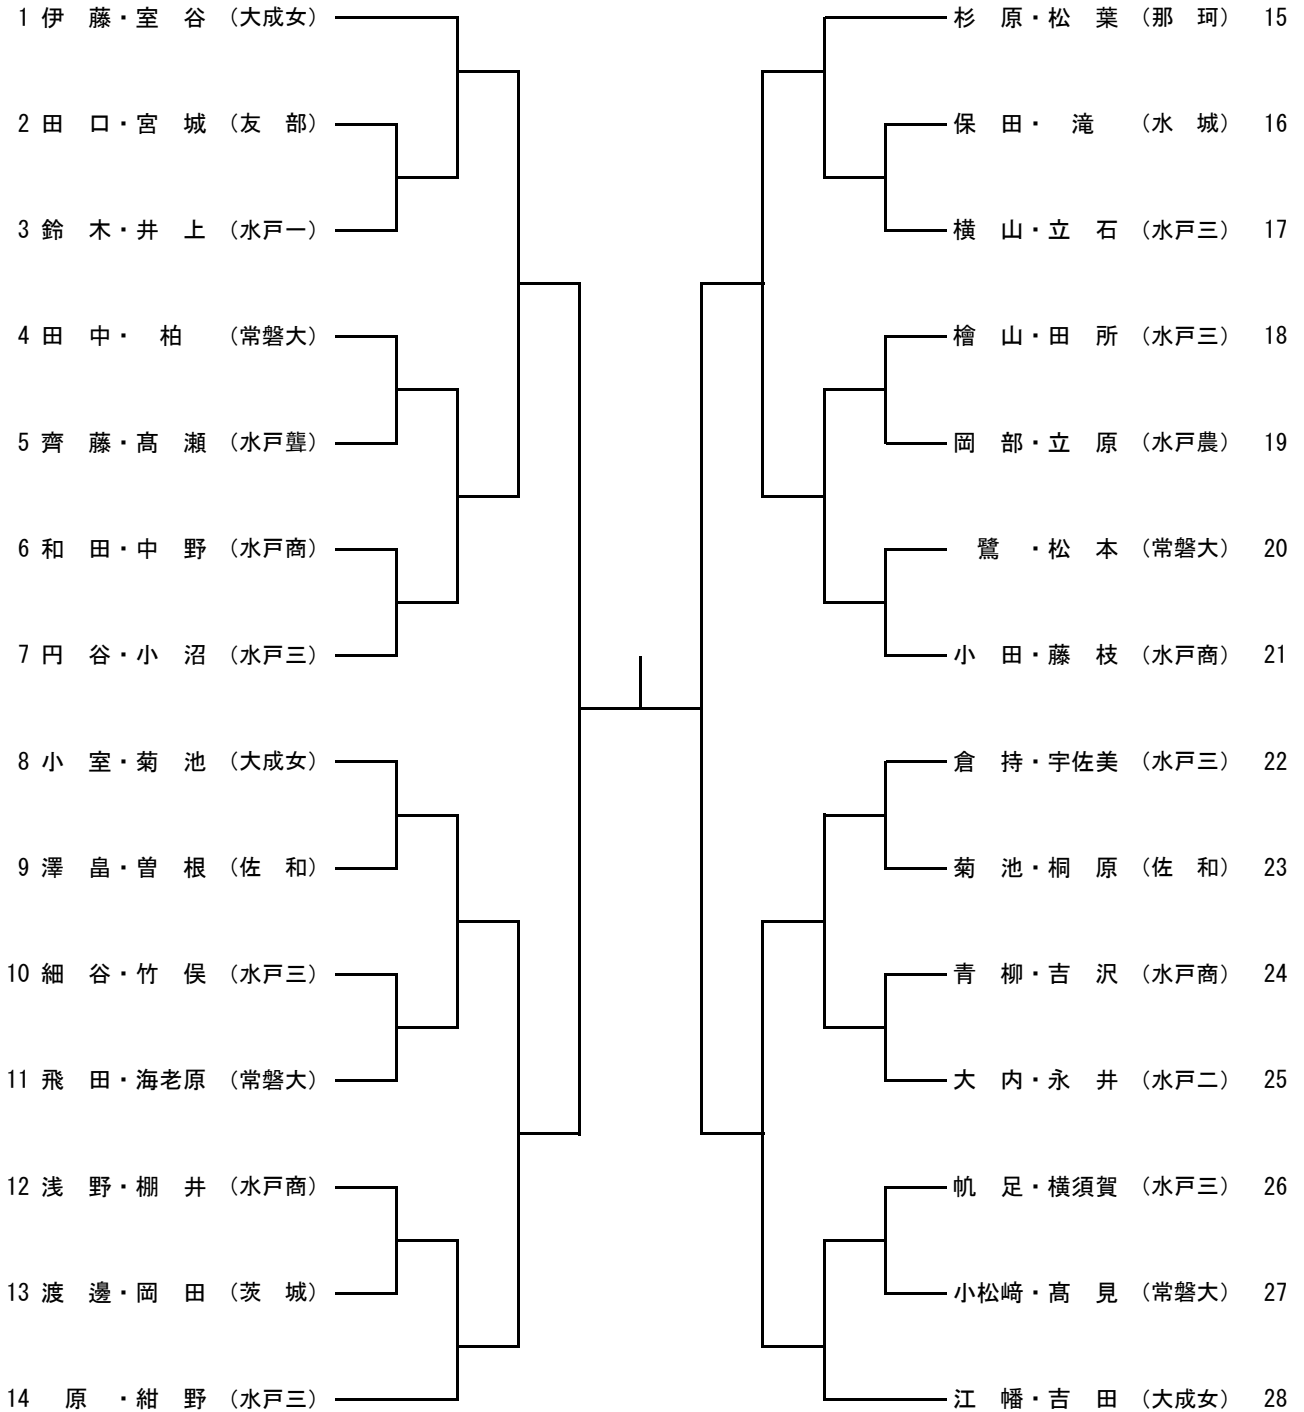 1 伊　藤・室　谷 （大成女）
2 田　口・宮　城 （友　部）
3 鈴　木・井　上 （水戸一）
4 田　中・　柏　 （常磐大）
5 齊　藤・髙　瀬 （水戸聾）
6 和　田・中　野 （水戸商）
7 円　谷・小　沼 （水戸三）
8 小　室・菊　池 （大成女）
9 澤　畠・曽　根 （佐　和）
10 細　谷・竹　俣 （水戸三）
11 飛　田・海老原 （常磐大）
12 浅　野・棚　井 （水戸商）
13 渡　邊・岡　田 （茨　城）
14 　原　・紺　野 （水戸三）
杉　原・松　葉 （那　珂） 15
保　田・　滝　 （水　城） 16
横　山・立　石 （水戸三） 17
檜　山・田　所 （水戸三） 18
岡　部・立　原 （水戸農） 19
　鷺　・松　本 （常磐大） 20
小　田・藤　枝 （水戸商） 21
倉　持・宇佐美 （水戸三） 22
菊　池・桐　原 （佐　和） 23
青　柳・吉　沢 （水戸商） 24
大　内・永　井 （水戸二） 25
帆　足・横須賀 （水戸三） 26
小松﨑・髙　見 （常磐大） 27
江　幡・吉　田 （大成女） 28